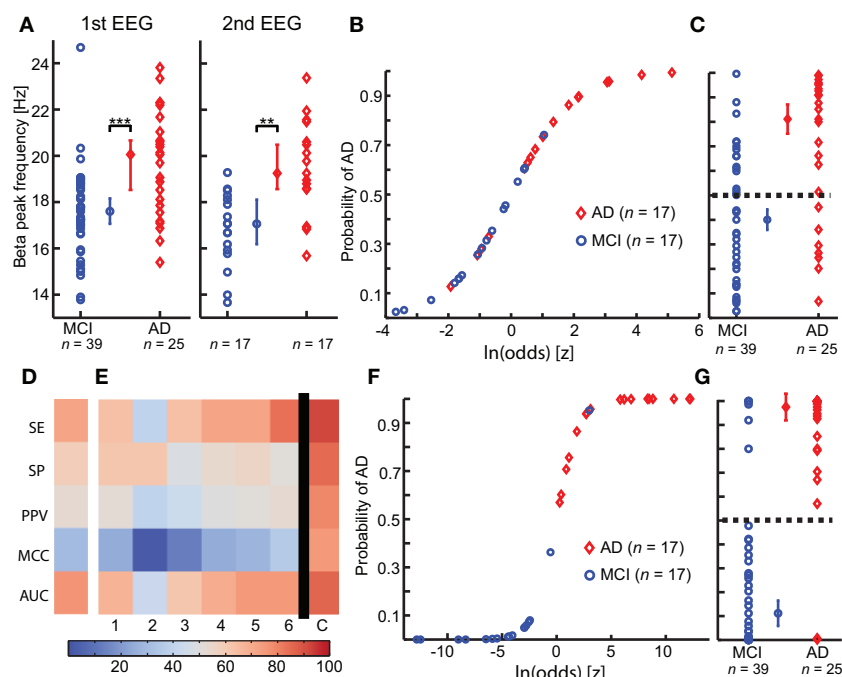 A
1st EEG
2nd EEG
Beta peak frequency [Hz]
24
22
20
18
16
14
***
**
MCI
AD
n = 39
n = 25
n = 17
n = 17
B
Probability of AD
0.9
0.7
0.5
0.3
0.1
AD (n = 17)
MCI (n = 17)
-4
-2
0
2
4
6
ln(odds) [z]
C
MCI
AD
n = 39
n = 25
D
E
SE
SP
PPV
MCC
AUC
1
2
3
4
5
6
C
20
40
60
80
100
F
Probability of AD
0.9
0.7
0.5
0.3
0.1
AD (n = 17)
MCI (n = 17)
-10
-5
0
5
10
ln(odds) [z]
G
MCI
AD
n = 39
n = 25